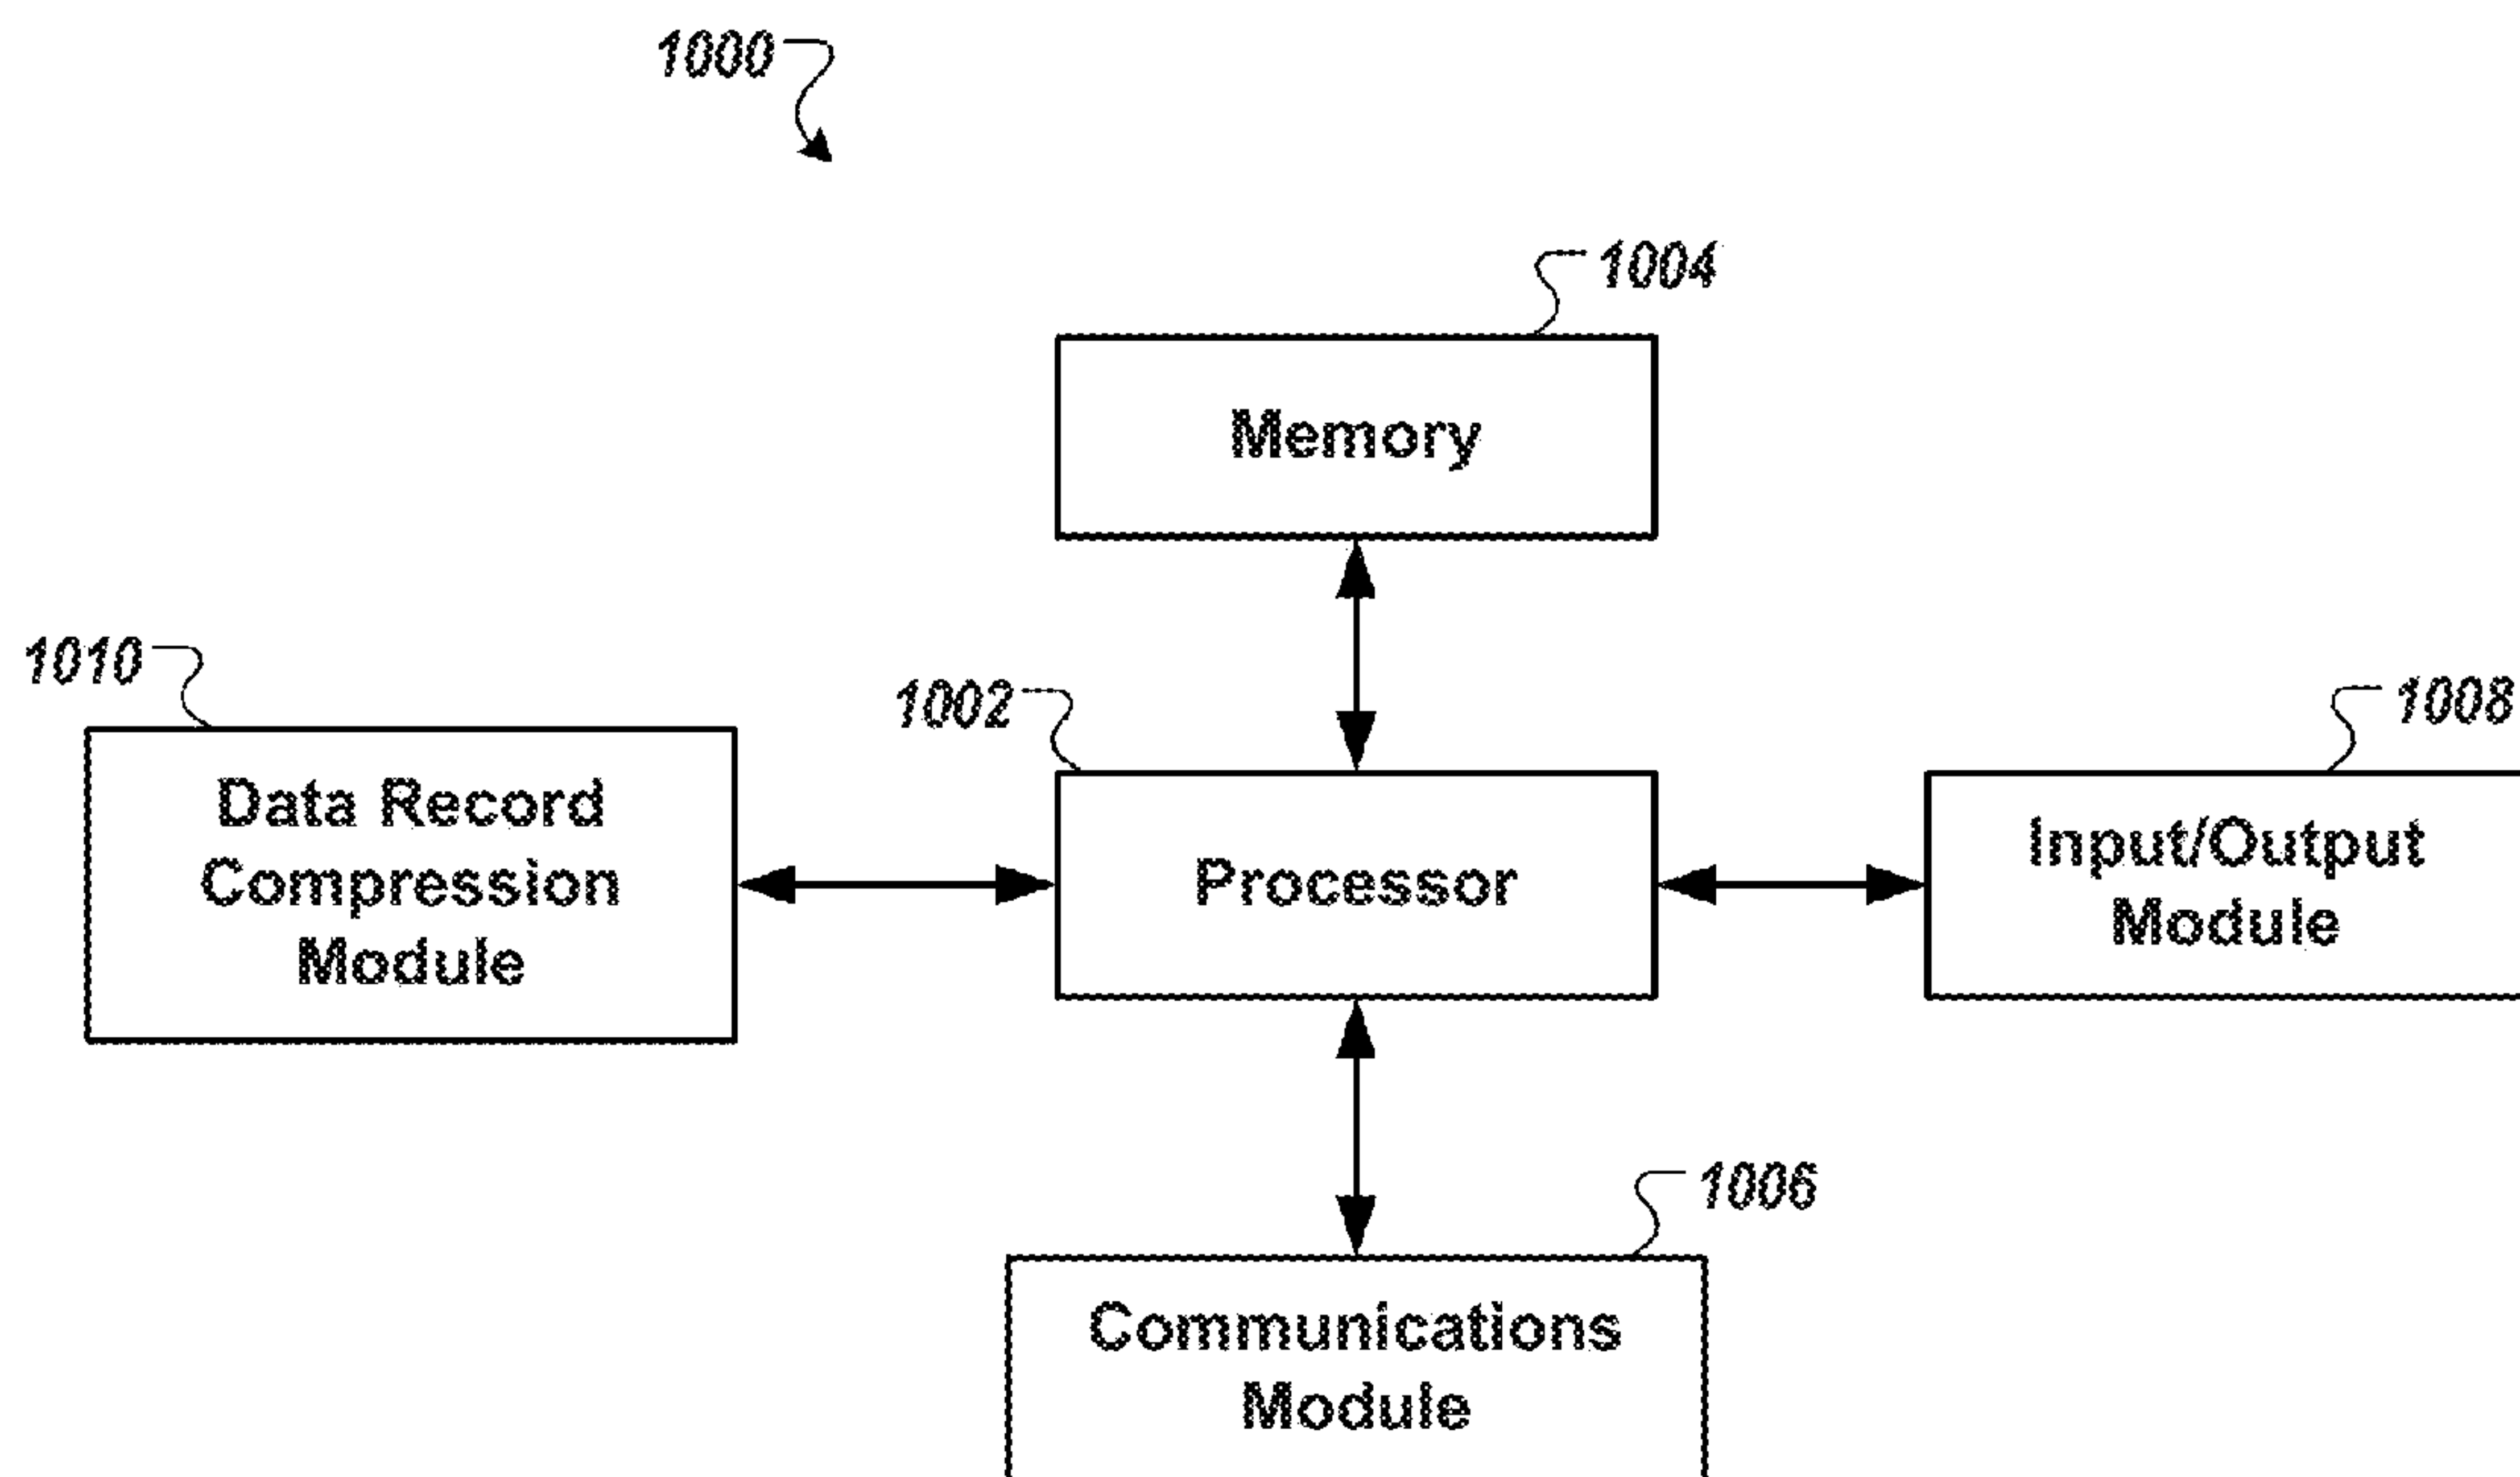 1000
1004
Memory
1010
1002
1008
Data Record
Compression
Module
Processor
Input/Output
Module
1006
Communications
Module